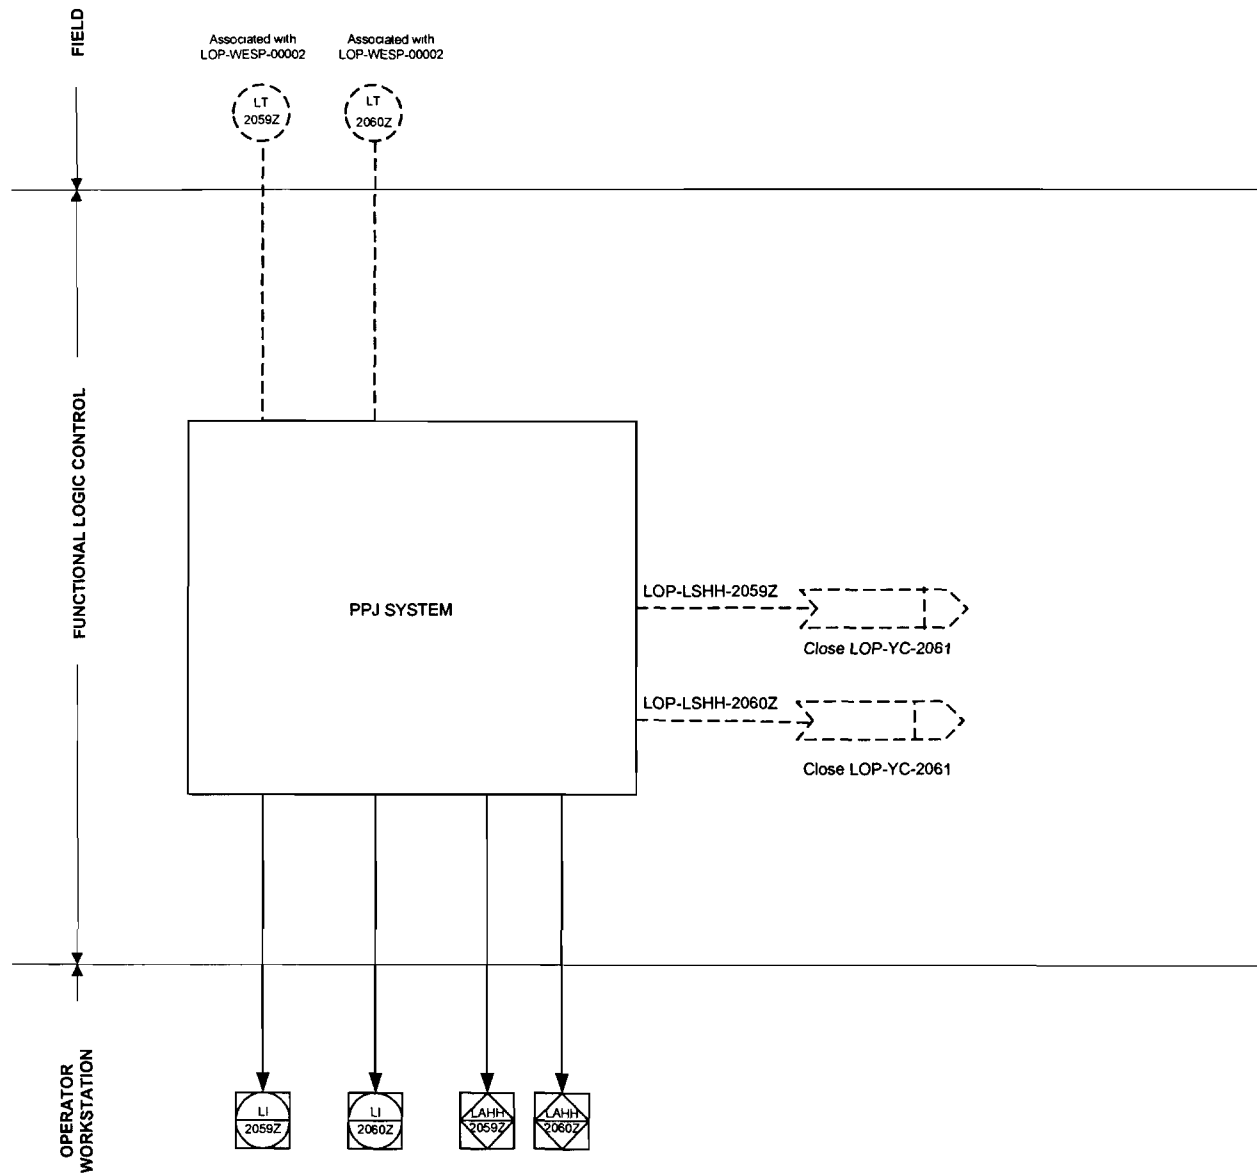 FIELD
Associated with
LOP-WESP-00002
Associated with
LOP-WESP-00002
LT
2059Z
LT
2060Z
FUNCTIONAL LOGIC CONTROL
PPJ SYSTEM
LOP-LSHH-2059Z
Close LOP-YC-2061
LOP-LSHH-2060Z
Close LOP-YC-2061
OPERATOR
WORKSTATION
LI
2059Z
LI
2060Z
LAHH
2059Z
LAHH
2060Z